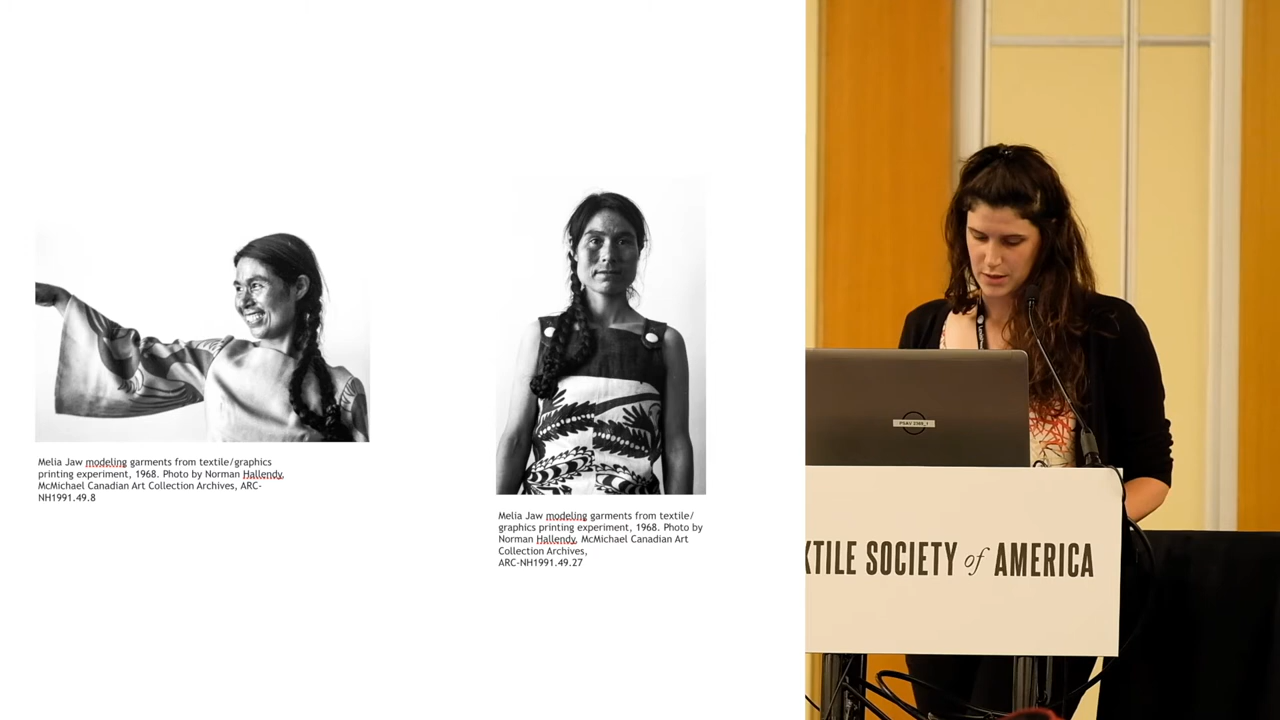 Melia Jaw modeling garments from textile/graphics
printing experiment, 1968. Photo by Norman Hallendy,
McMichael Canadian Art Collection Archives, ARC-
NH1991.49.8
Melia Jaw modeling garments from textile/
graphics printing experiment, 1968. Photo by
Norman Hallendy, McMichael Canadian Art
Collection Archives,
ARC-NH1991.49.27
XTILE SOCIETY of AMERICA